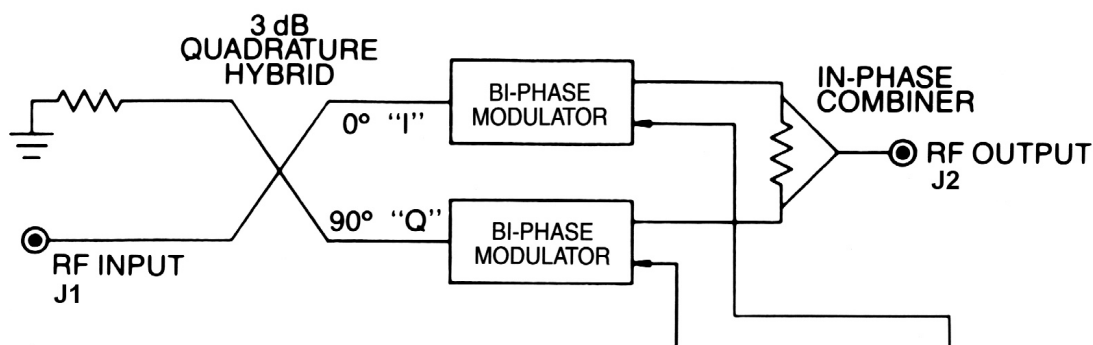 3 dB
QUADRATURE
HYBRID
0° "I"
BI-PHASE
MODULATOR
IN-PHASE
COMBINER
RF OUTPUT
J2
90° "Q"
BI-PHASE
MODULATOR
RF INPUT
J1